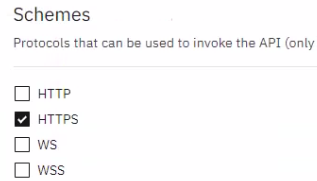 Schemes
Protocols that can be used to invoke the API (only
HTTP
HTTPS
WS
WSS